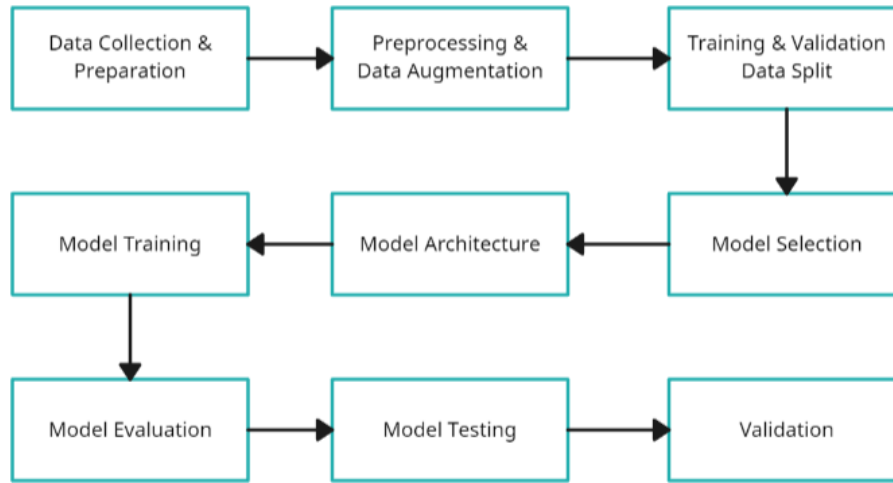 Data Collection &
Preparation
Preprocessing &
Data Augmentation
Training & Validation
Data Split
Model Selection
Model Architecture
Model Training
Model Evaluation
Model Testing
Validation